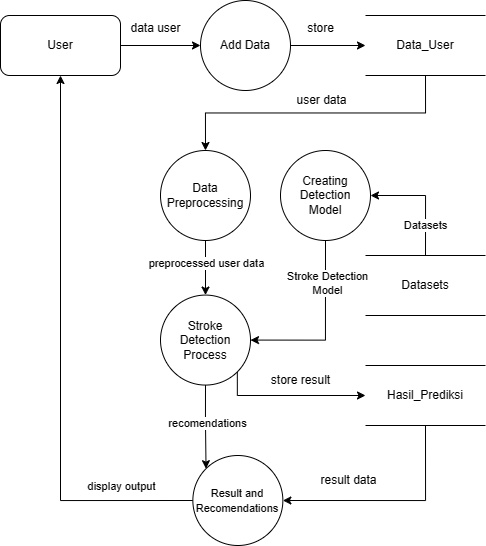 User
data user
Add Data
store
Data_User
user data
Data
Preprocessing
Creating
Detection
Model
Datasets
Datasets
preprocessed user data
Stroke Detection
Model
Stroke
Detection
Process
store result
Hasil_Prediksi
recomendations
result data
display output
Result and
Recomendations